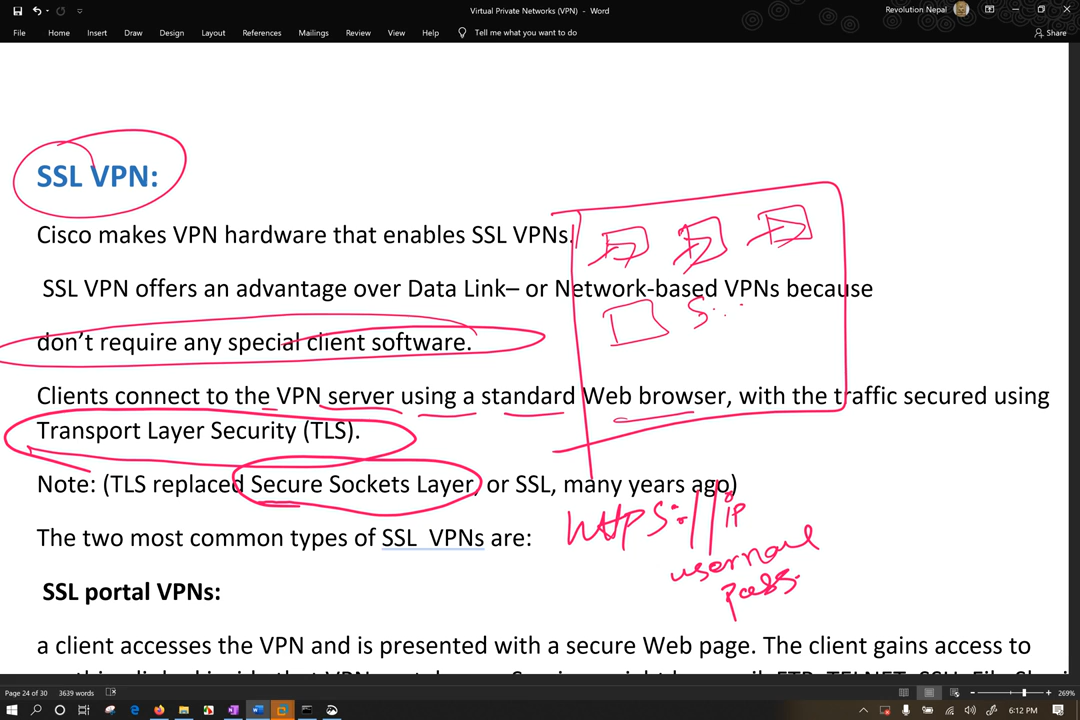 Virtual Private Networks (VPN) - Word
Revolution Nepal
File Home Insert Draw Design Layout References Mailings Review View Help Tell me what you want to do
Share
SSL VPN:
Cisco makes VPN hardware that enables SSL VPNs.
SSL VPN offers an advantage over Data Link– or Network-based VPNs because
don't require any special client software.
Clients connect to the VPN server using a standard Web browser, with the traffic secured using
Transport Layer Security (TLS).
Note: (TLS replaced Secure Sockets Layer, or SSL, many years ago)
https://ip
username
pass.
The two most common types of SSL VPNs are:
SSL portal VPNs:
a client accesses the VPN and is presented with a secure Web page. The client gains access to
Page 24 of 30 3639 words
269%
6:12 PM